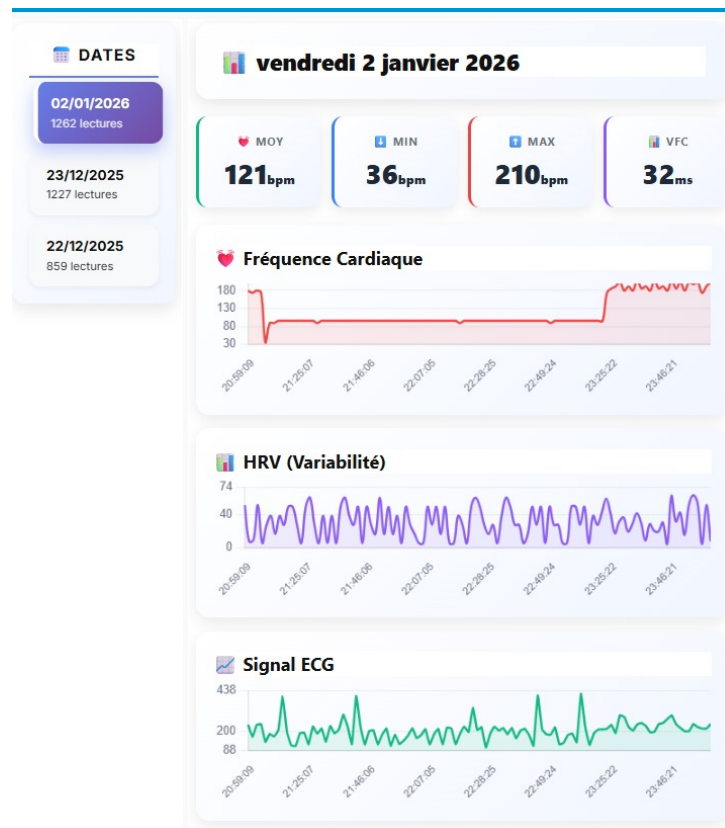 DATES
02/01/2026
1262 lectures
23/12/2025
1227 lectures
22/12/2025
859 lectures
vendredi 2 janvier 2026
MOY
121bpm
MIN
36bpm
MAX
210bpm
VFC
32ms
Fréquence Cardiaque
180
130
80
30
20:59:09 21:25:07 21:46:06 22:07:05 22:28:25 22:49:24 23:25:22 23:46:21
HRV (Variabilité)
74
40
0
20:59:09 21:25:07 21:46:06 22:07:05 22:28:25 22:49:24 23:25:22 23:46:21
Signal ECG
438
200
88
20:59:09 21:25:07 21:46:06 22:07:05 22:28:25 22:49:24 23:25:22 23:46:21